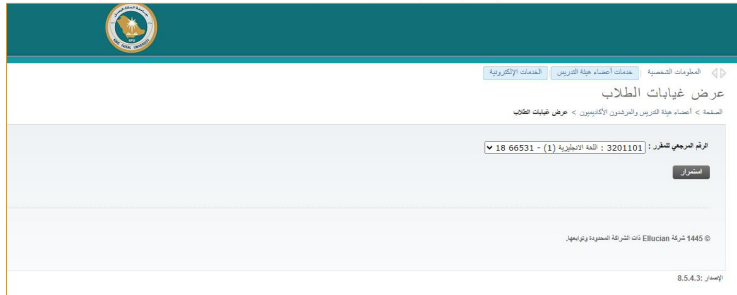 المعلومات الشخصية خدمات أعضاء هيئة التدريس الخدمات الإلكترونية
عرض غيابات الطلاب
الصفحة > أعضاء هيئة التدريس والمرشدون الأكاديميون > عرض غيابات الطلاب
الرقم المرجعي للمقرر : 3201101 : اللغة الانجليزية (1) - 66531 18
استمرار
© 1445 شركة Ellucian ذات الشراكة المحدودة وتوابعها.
الإصدار: 8.5.4.3